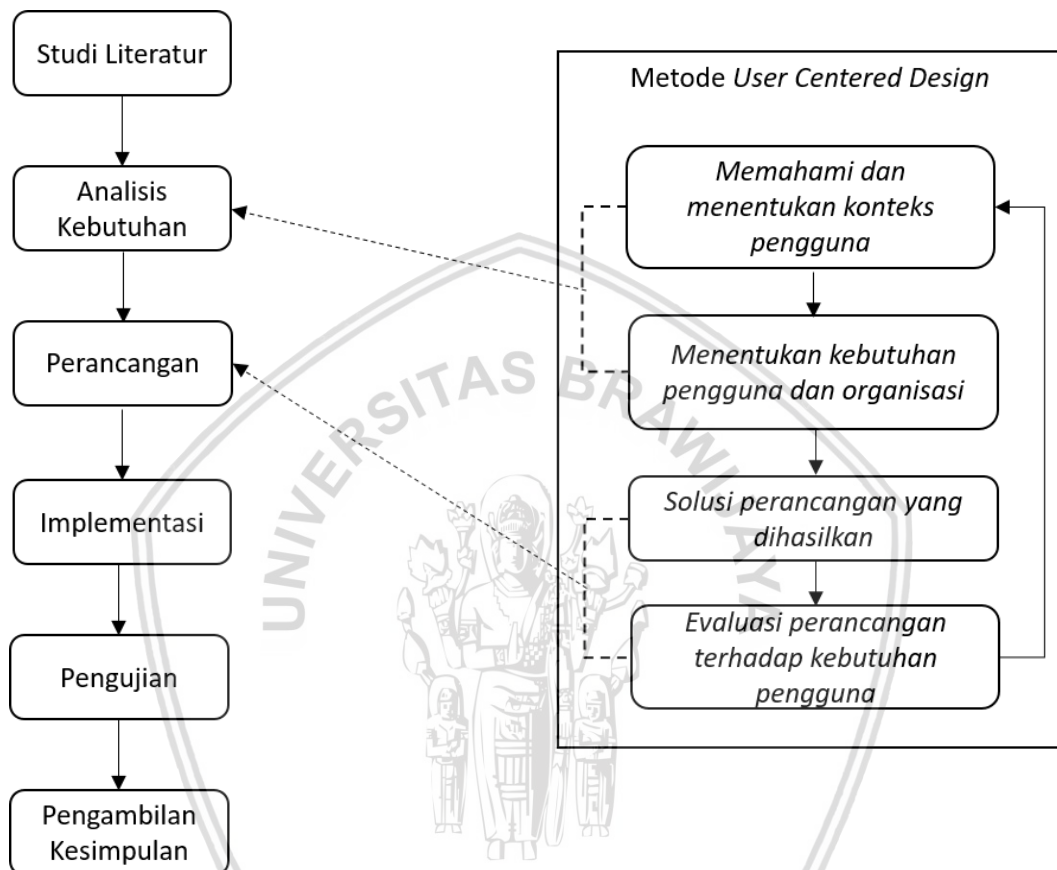 Studi Literatur
Analisis
Kebutuhan
Perancangan
Implementasi
Pengujian
Pengambilan
Kesimpulan
Metode User Centered Design
Memahami dan
menentukan konteks
pengguna
Menentukan kebutuhan
pengguna dan organisasi
Solusi perancangan yang
dihasilkan
Evaluasi perancangan
terhadap kebutuhan
pengguna
UNIVERSITAS BRAWIJAYA